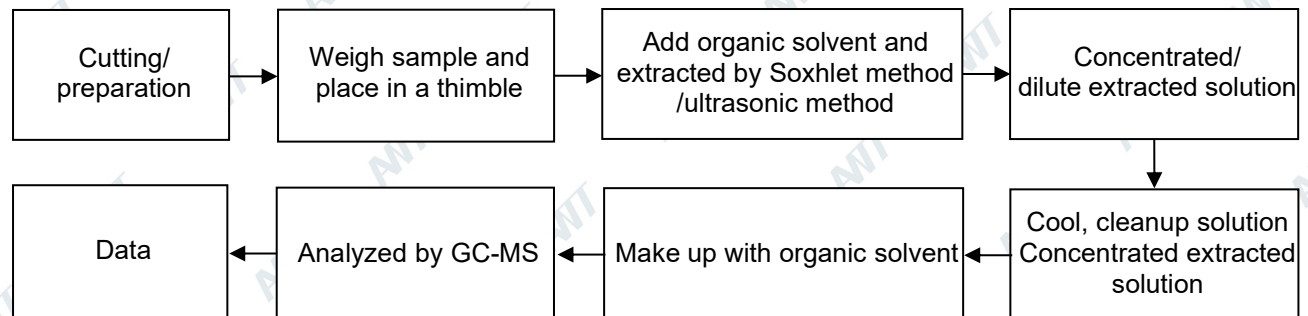 Cutting/
preparation
Weigh sample and
place in a thimble
Add organic solvent and
extracted by Soxhlet method
/ultrasonic method
Concentrated/
dilute extracted solution
Cool, cleanup solution
Concentrated extracted
solution
Make up with organic solvent
Analyzed by GC-MS
Data